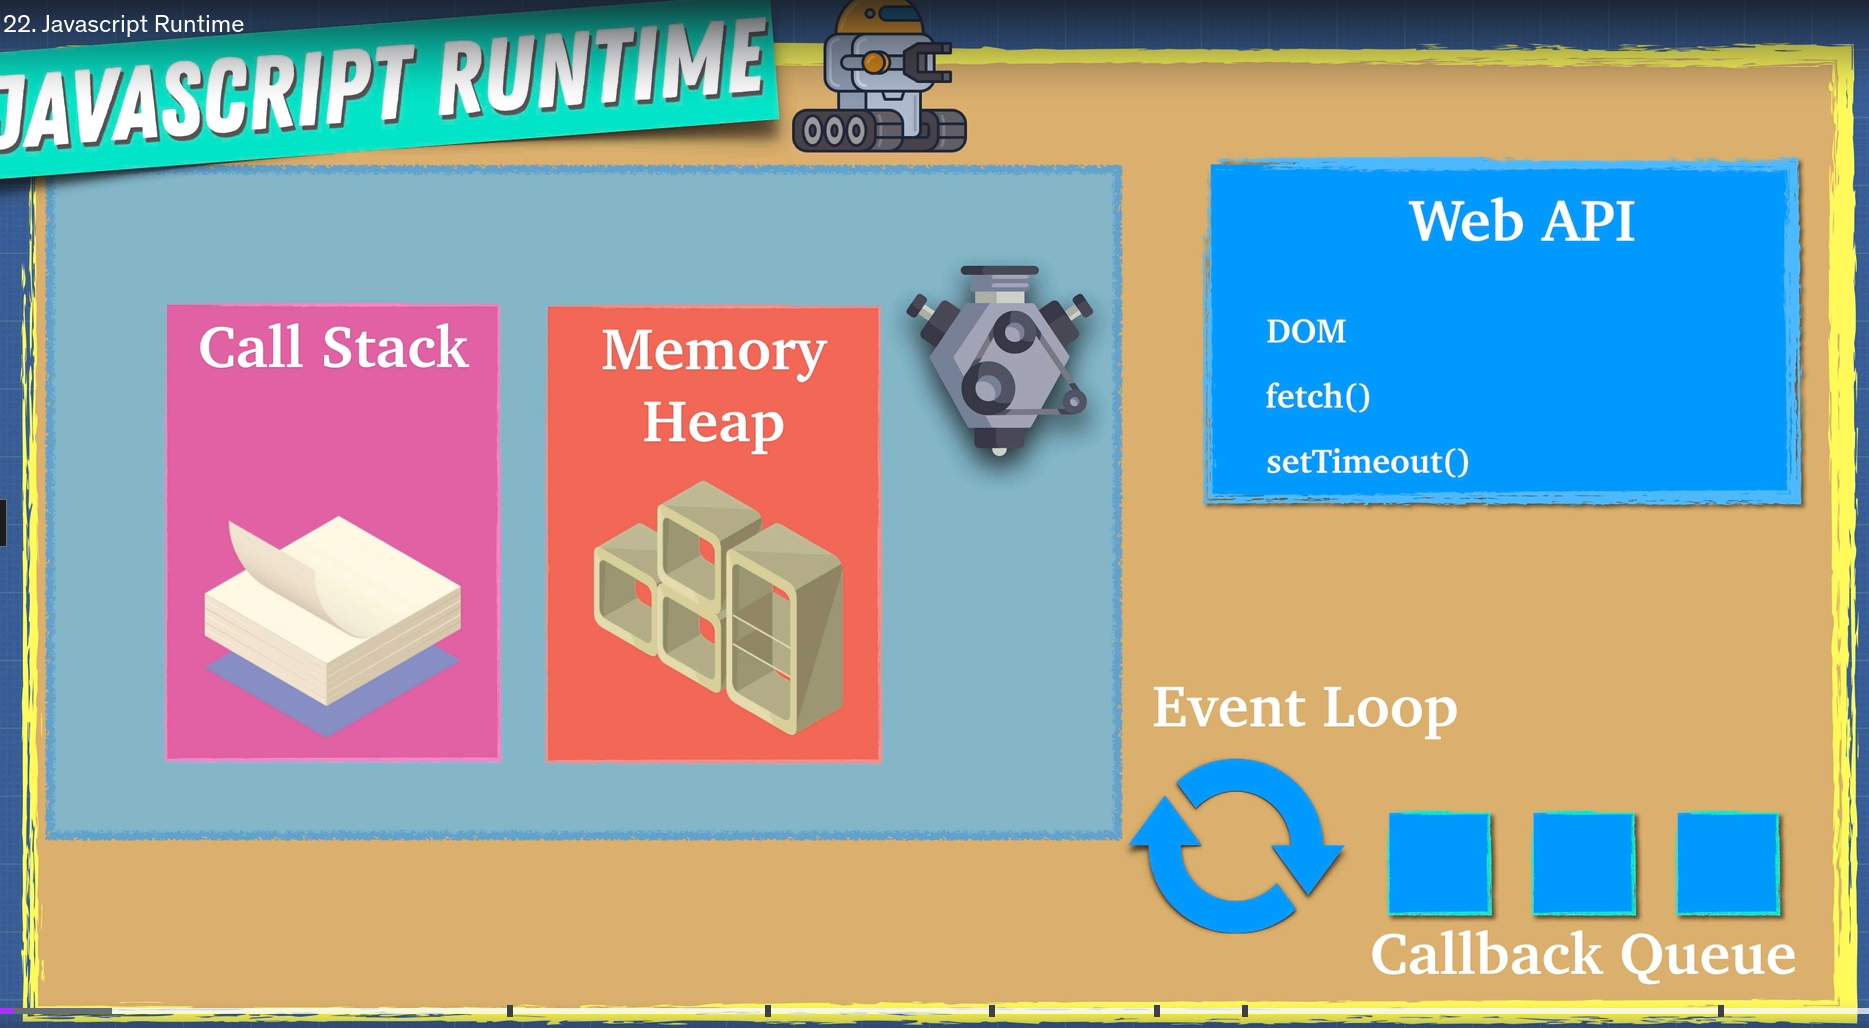 22. Javascript Runtime
JAVASCRIPT RUNTIME
Call Stack
Memory
Heap
Web API
DOM
fetch()
setTimeout()
Event Loop
Callback Queue